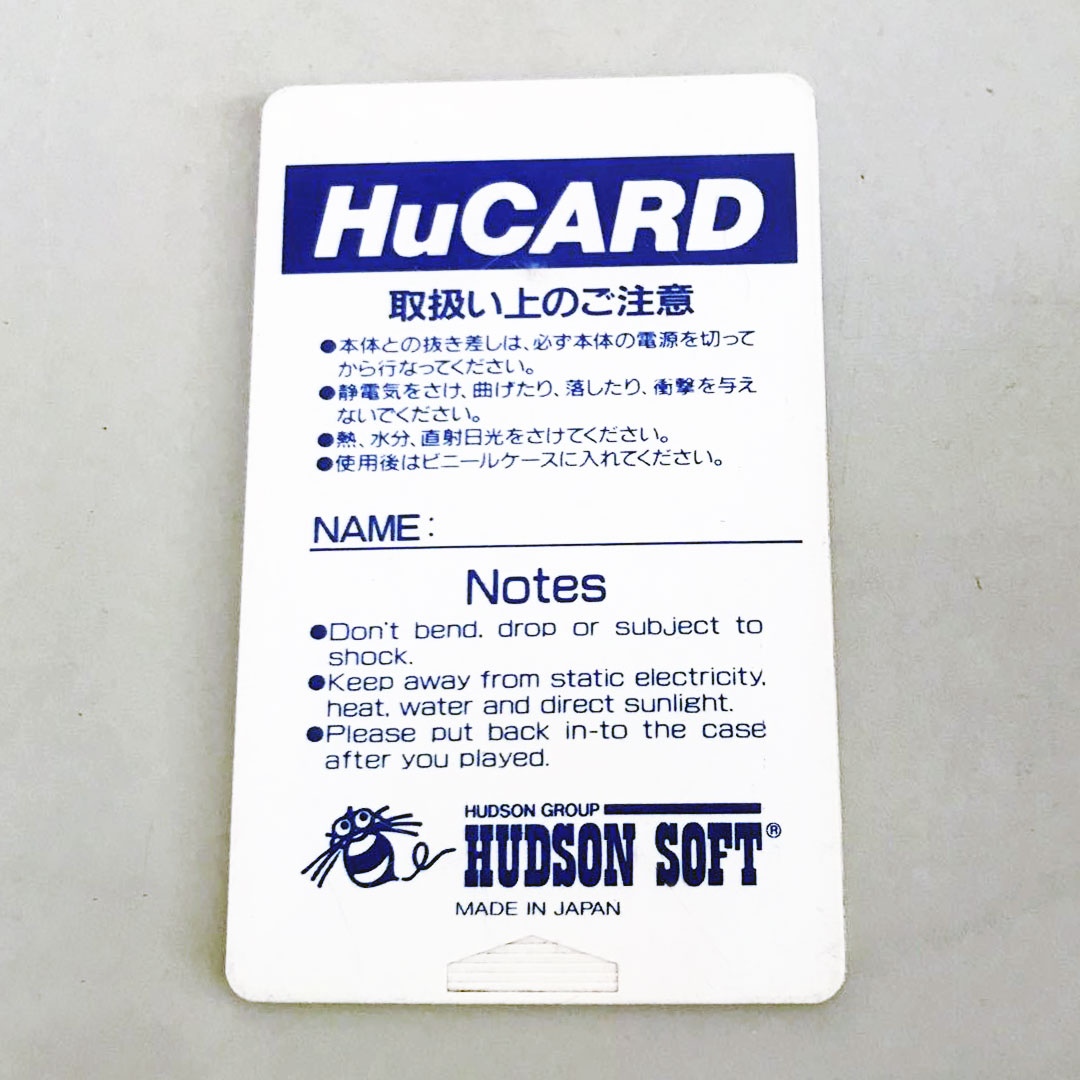 HuCARD
取扱い上のご注意
●本体との抜き差しは、必ず本体の電源を切って
から行なってください。
●静電気をさけ、曲げたり、落したり、衝撃を与え
ないでください。
●熱、水分、直射日光をさけてください。
●使用後はビニールケースに入れてください。
NAME:
Notes
●Don't bend, drop or subject to
shock.
●Keep away from static electricity,
heat, water and direct sunlight.
●Please put back in-to the case
after you played.
HUDSON GROUP
HUDSON SOFT®
MADE IN JAPAN